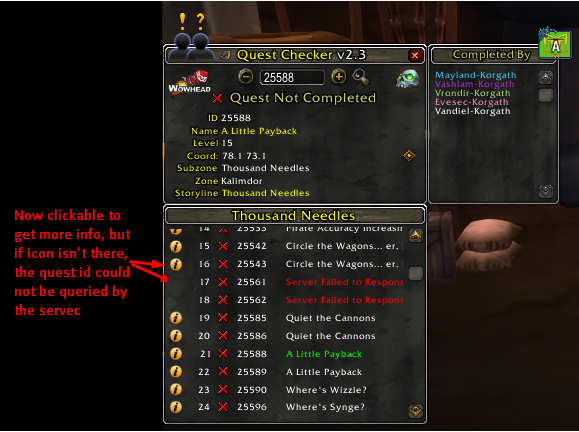 ! ?
Quest Checker v2.3
Completed By
A
WOWHEAD
25588
Quest Not Completed
ID 25588
Name A Little Payback
Level 15
Coord: 78.1 73.1
Subzone Thousand Needles
Zone Kalimdor
Storyline Thousand Needles
Mayland-Korgath
Vashlam-Korgath
Vrondir-Korgath
Evesec-Korgath
Vandiel-Korgath
Thousand Needles
14 25533 Pirate Accuracy Increasin
15 25542 Circle the Wagons... er,
16 25543 Circle the Wagons... er,
17 25561 Server Failed to Respons
18 25562 Server Failed to Respons
19 25585 Quiet the Cannons
20 25586 Quiet the Cannons
21 25588 A Little Payback
22 25589 A Little Payback
23 25590 Where's Wizzle?
24 25596 Where's Synge?
Now clickable to
get more info, but
if icon isn't there,
the quest id could
not be queried by
the server.